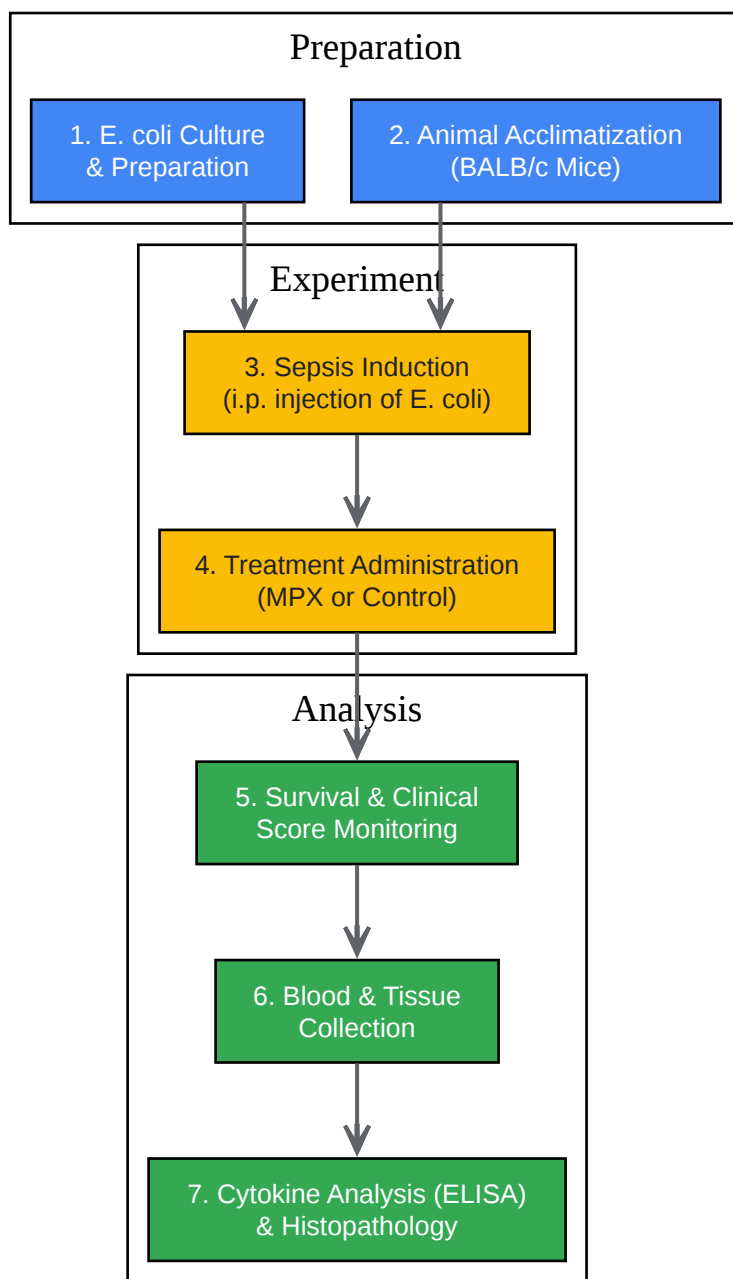 Preparation
1. E. coli Culture
& Preparation
2. Animal Acclimatization
(BALB/c Mice)
Experiment
3. Sepsis Induction
(i.p. injection of E. coli)
4. Treatment Administration
(MPX or Control)
Analysis
5. Survival & Clinical
Score Monitoring
6. Blood & Tissue
Collection
7. Cytokine Analysis (ELISA)
& Histopathology